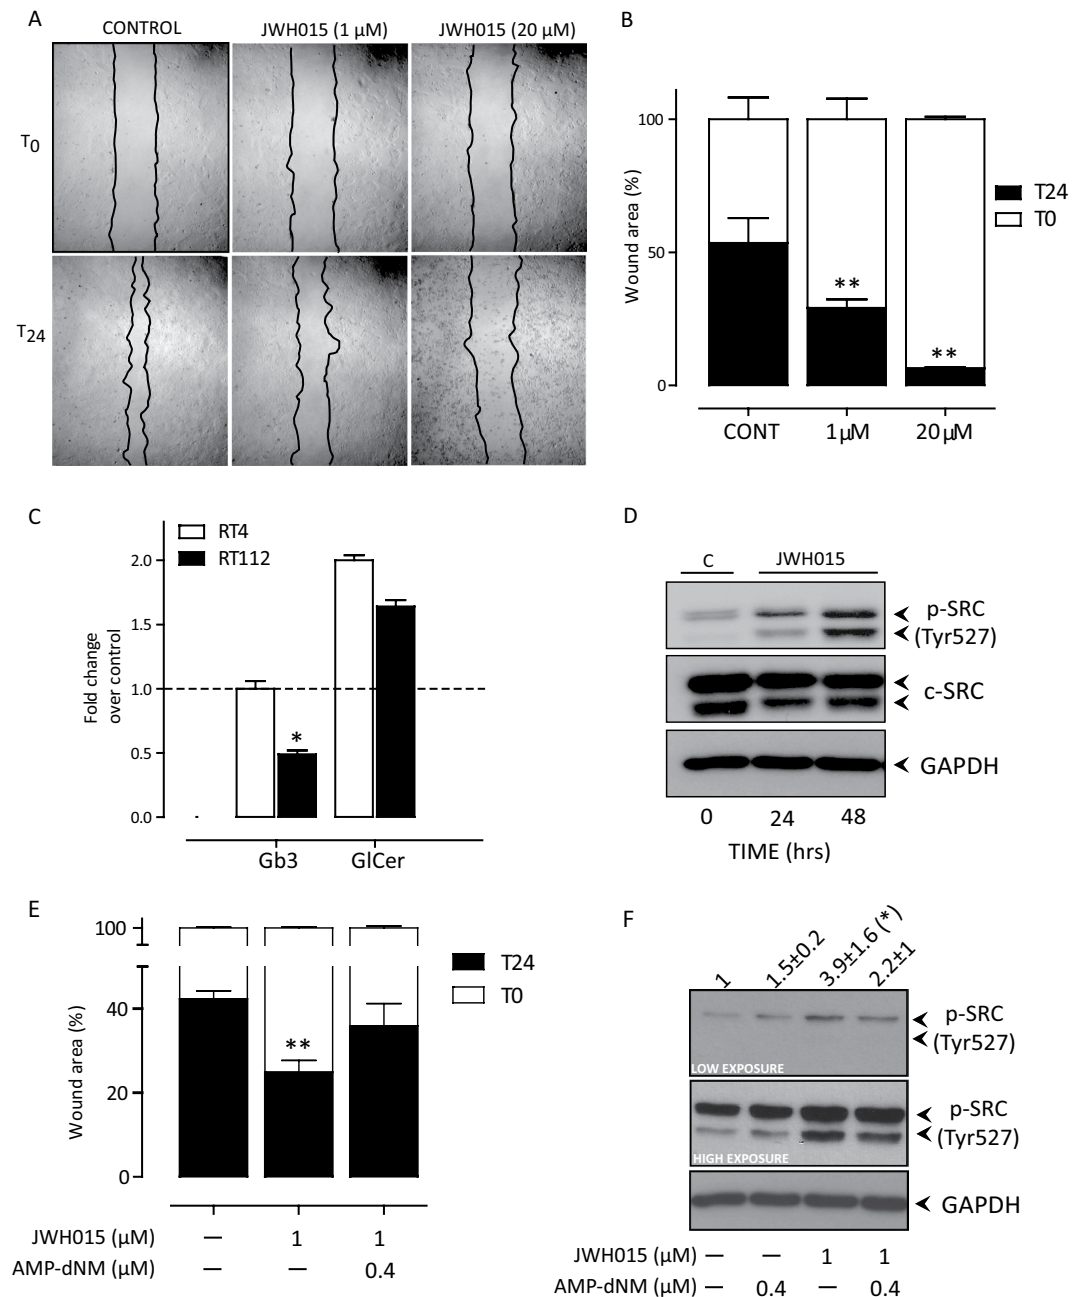 A
CONTROL
JWH015 (1 µM)
JWH015 (20 µM)
T0
T24
B
Wound area (%)
100
50
0
**
**
CONT
1µM
20µM
T24
T0
C
RT4
RT112
Fold change
over control
2.0
1.5
1.0
0.5
0.0
*
Gb3
GlCer
D
C
JWH015
p-SRC
(Tyr527)
c-SRC
GAPDH
0
24
48
TIME (hrs)
E
Wound area (%)
100
40
20
0
**
T24
T0
JWH015 (µM) — 1 1
AMP-dNM (µM) — — 0.4
F
1
1.5±0.2
3.9±1.6 (*)
2.2±1
p-SRC
(Tyr527)
LOW EXPOSURE
p-SRC
(Tyr527)
HIGH EXPOSURE
GAPDH
JWH015 (µM) — — 1 1
AMP-dNM (µM) — 0.4 — 0.4